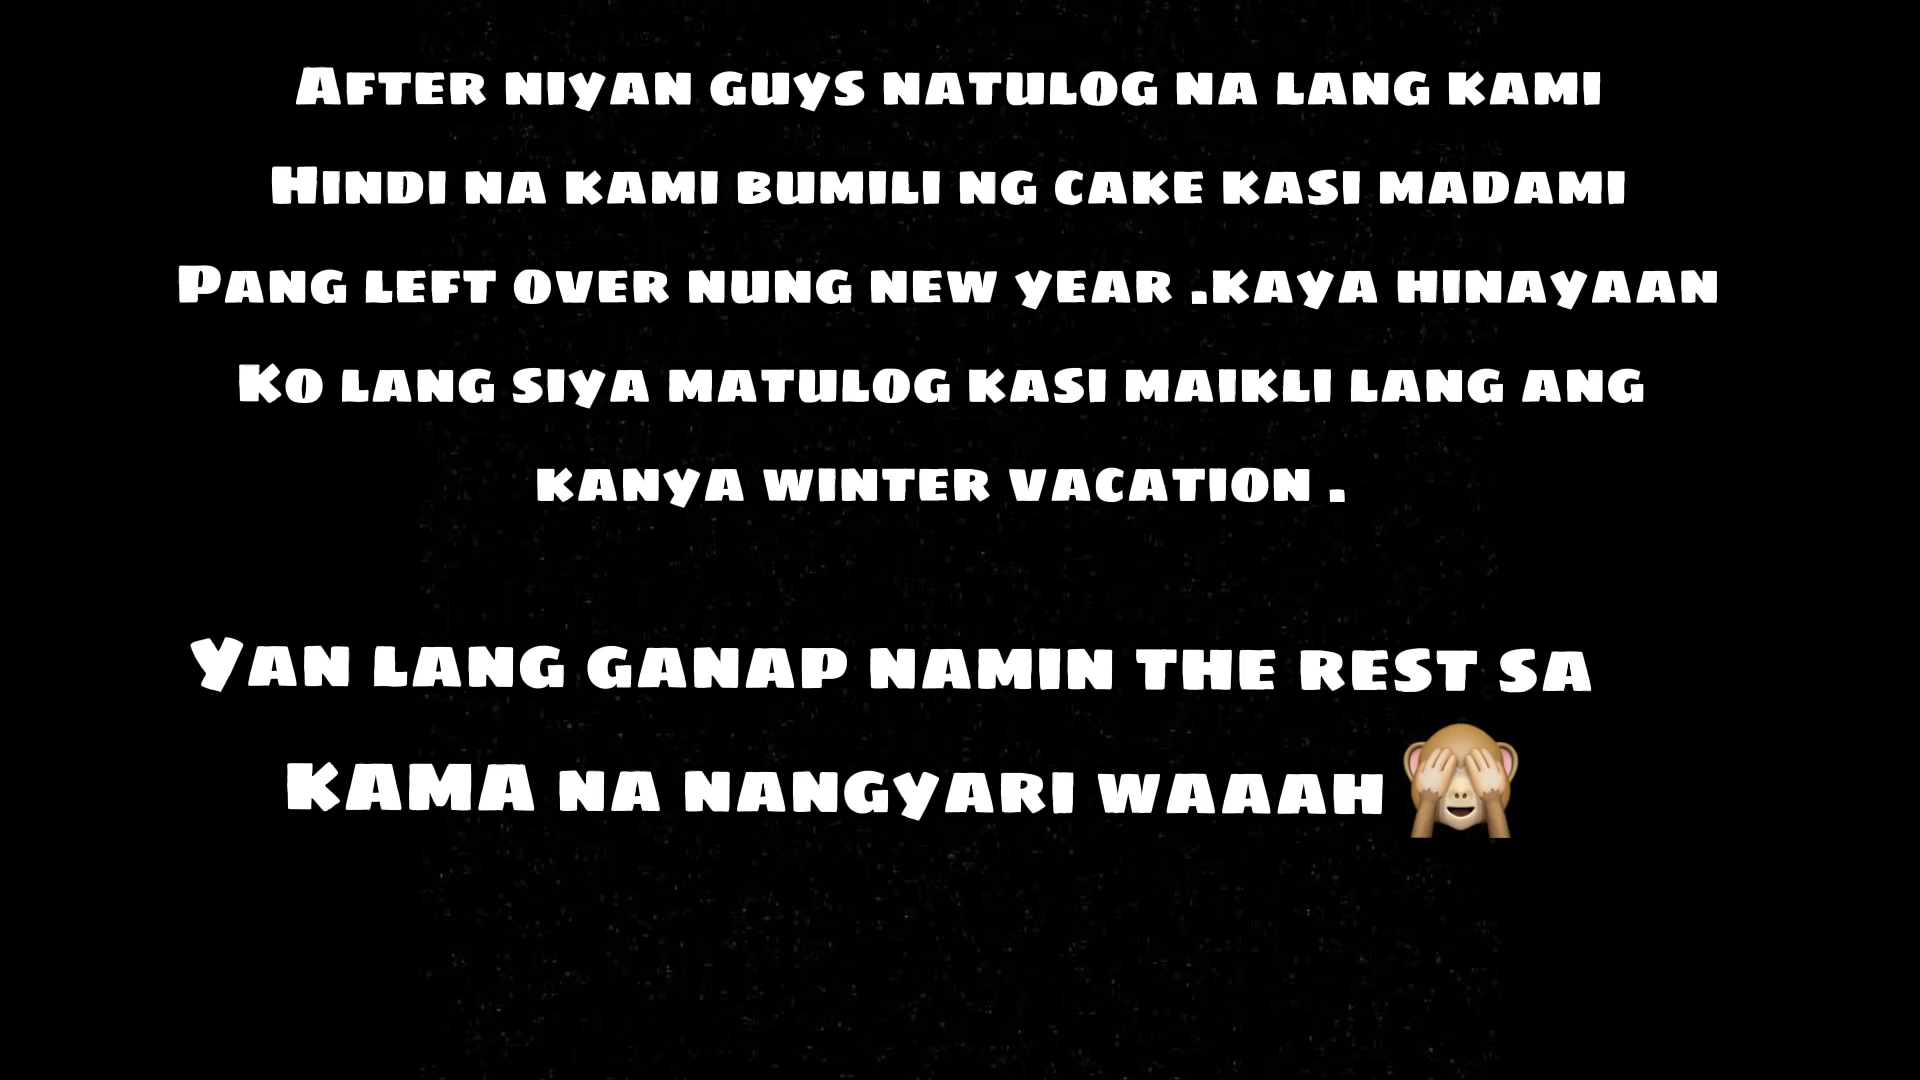 After niyan guys natulog na lang kami
Hindi na kami bumili ng cake kasi madami
Pang left over nung new year .kaya hinayaan
Ko lang siya matulog kasi maikli lang ang
kanya winter vacation .
Yan lang ganap namin the rest sa
KAMA na nangyari waaah 🙈